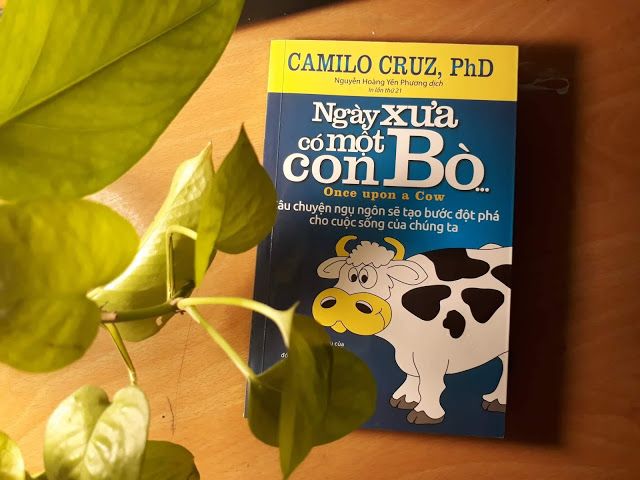 CAMILO CRUZ, PhD
Nguyễn Hoàng Yến Phương dịch
In lần thứ 21
Ngày xưa
có một
con Bò...
Once upon a Cow
âu chuyện ngụ ngôn sẽ tạo bước đột phá
cho cuộc sống của chúng ta
của